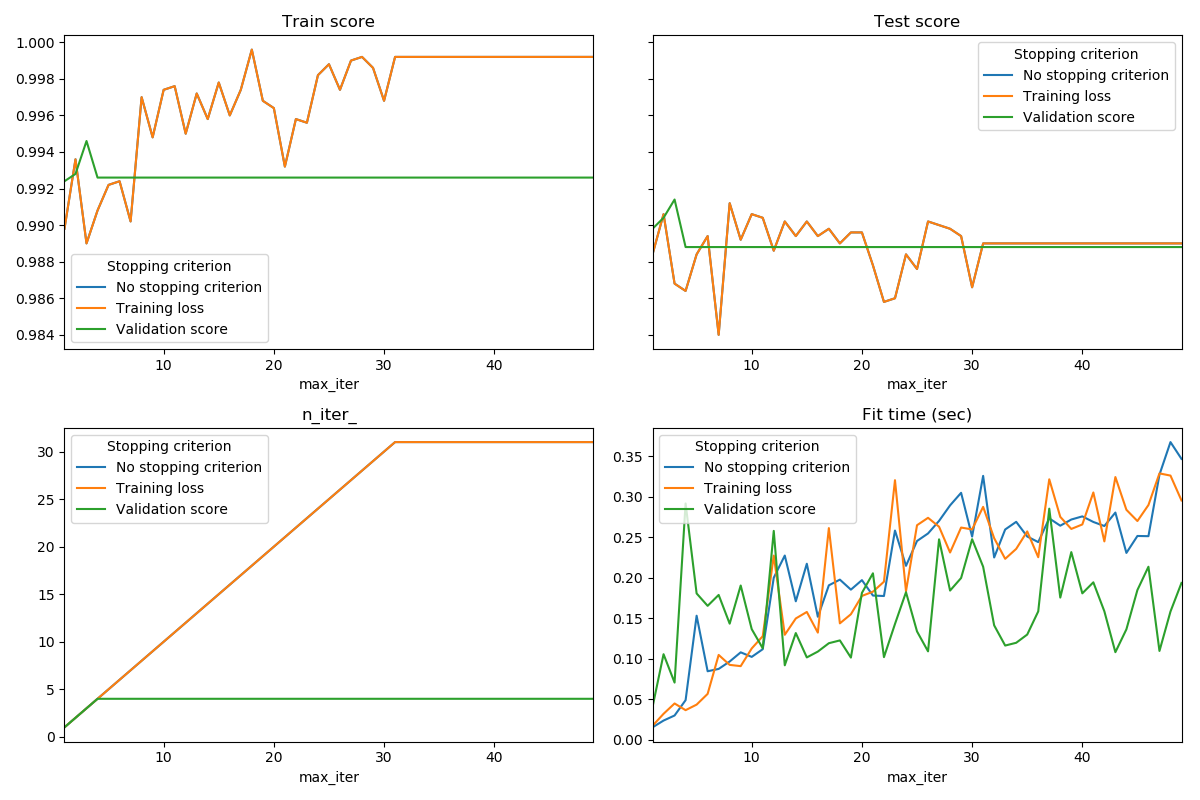 Train score
1.000
0.998
0.996
0.994
0.992
0.990
0.988
0.986
0.984
Stopping criterion
No stopping criterion
Training loss
Validation score
10 20 30 40
max_iter
Test score
Stopping criterion
No stopping criterion
Training loss
Validation score
10 20 30 40
max_iter
n_iter_
30
25
20
15
10
5
0
Stopping criterion
No stopping criterion
Training loss
Validation score
10 20 30 40
max_iter
Fit time (sec)
0.35
0.30
0.25
0.20
0.15
0.10
0.05
0.00
Stopping criterion
No stopping criterion
Training loss
Validation score
10 20 30 40
max_iter